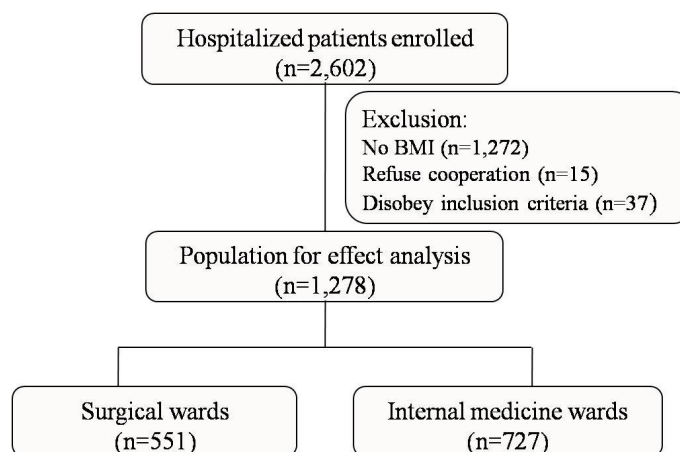 Hospitalized patients enrolled
(n=2,602)
Exclusion:
No BMI (n=1,272)
Refuse cooperation (n=15)
Disobey inclusion criteria (n=37)
Population for effect analysis
(n=1,278)
Surgical wards
(n=551)
Internal medicine wards
(n=727)